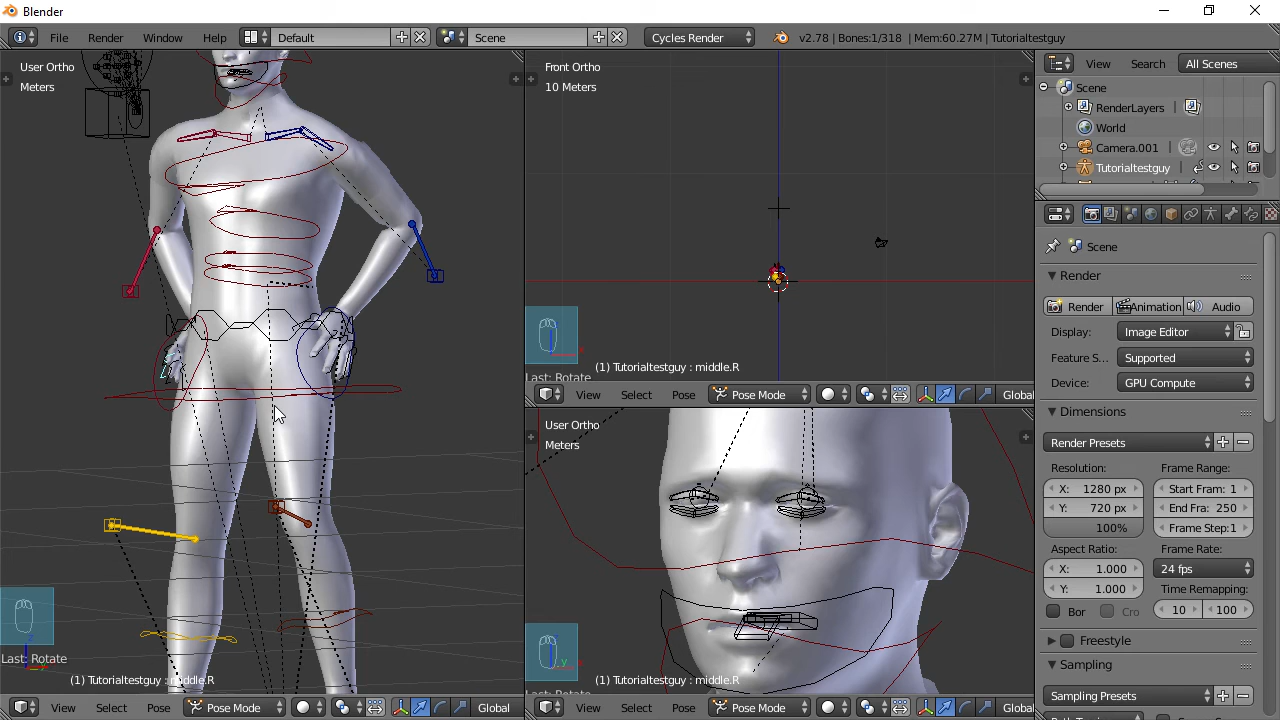 Blender
File Render Window Help Default Scene Cycles Render v2.78 | Bones:1/318 | Mem:60.27M | Tutorialtestguy
User Ortho
Meters
Last: Rotate
(1) Tutorialtestguy : middle.R
View Select Pose Pose Mode Global
Front Ortho
10 Meters
(1) Tutorialtestguy : middle.R
Last: Rotate
View Select Pose Pose Mode Global
User Ortho
Meters
(1) Tutorialtestguy : middle.R
Last: Rotate
View Select Pose Pose Mode Global
View Search All Scenes
Scene
RenderLayers
World
Camera.001
Tutorialtestguy
Scene
Render
Render Animation Audio
Display: Image Editor
Feature S... Supported
Device: GPU Compute
Dimensions
Render Presets
Resolution: Frame Range:
X: 1280 px Start Fram: 1
Y: 720 px End Fra: 250
100% Frame Step:1
Aspect Ratio: Frame Rate:
X: 1.000 24 fps
Y: 1.000 Time Remapping:
Bor Cro 10 100
Freestyle
Sampling
Sampling Presets